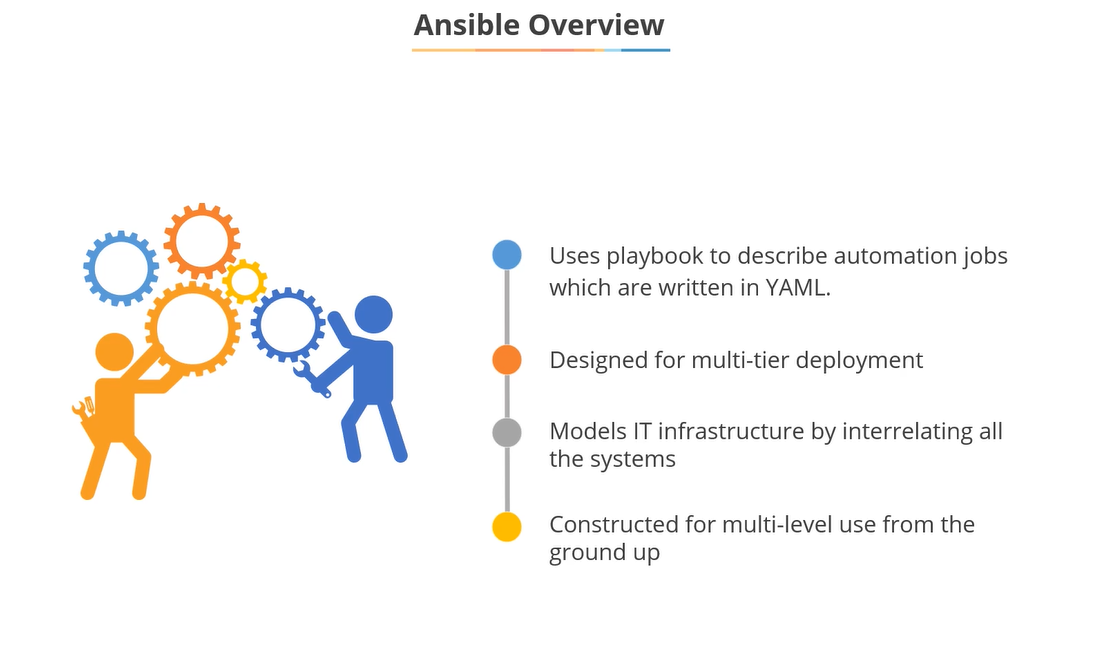 Ansible Overview
Uses playbook to describe automation jobs
which are written in YAML.
Designed for multi-tier deployment
Models IT infrastructure by interrelating all
the systems
Constructed for multi-level use from the
ground up